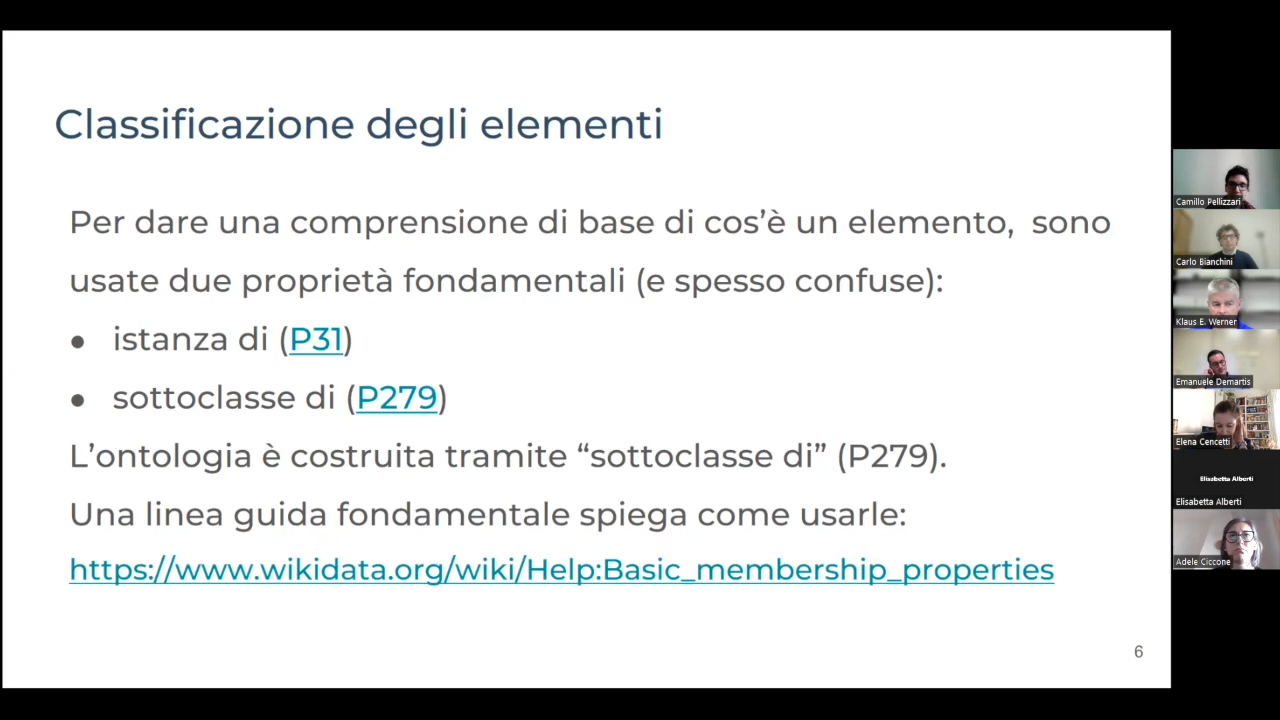 Classificazione degli elementi
Per dare una comprensione di base di cos’è un elemento,  sono
usate due proprietà fondamentali (e spesso confuse):
● istanza di (P31)
● sottoclasse di (P279)
L’ontologia è costruita tramite “sottoclasse di” (P279).
Una linea guida fondamentale spiega come usarle:
https://www.wikidata.org/wiki/Help:Basic_membership_properties
6
Camillo Pellizzari
Carlo Bianchini
Klaus E. Werner
Emanuele Demartis
Elena Cencetti
Elisabetta Alberti
Elisabetta Alberti
Adele Ciccone